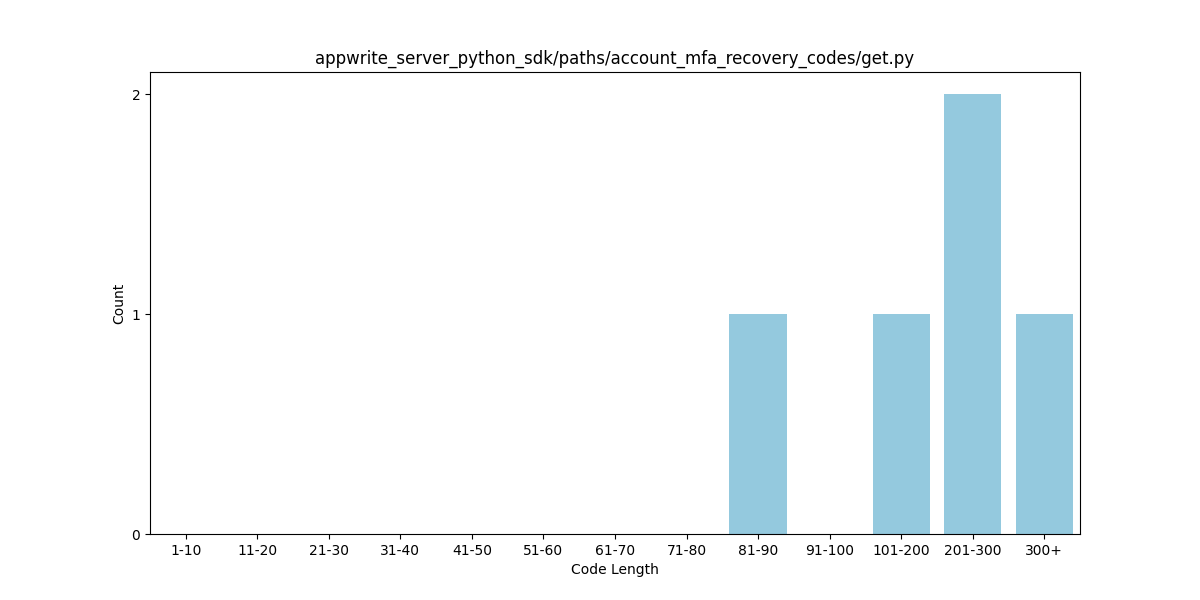 appwrite_server_python_sdk/paths/account_mfa_recovery_codes/get.py
2
1
0
Count
1-10 11-20 21-30 31-40 41-50 51-60 61-70 71-80 81-90 91-100 101-200 201-300 300+
Code Length